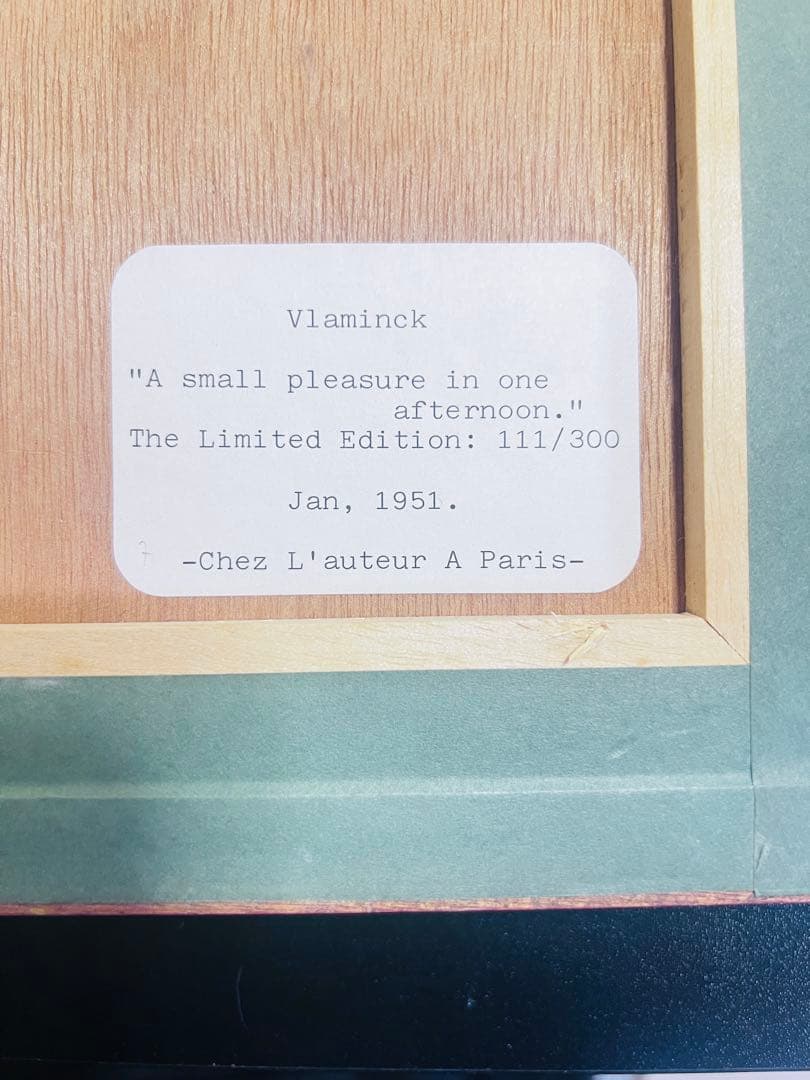 Vlaminck
"A small pleasure in one
afternoon."
The Limited Edition: 111/300
Jan, 1951.
-Chez L'auteur A Paris-